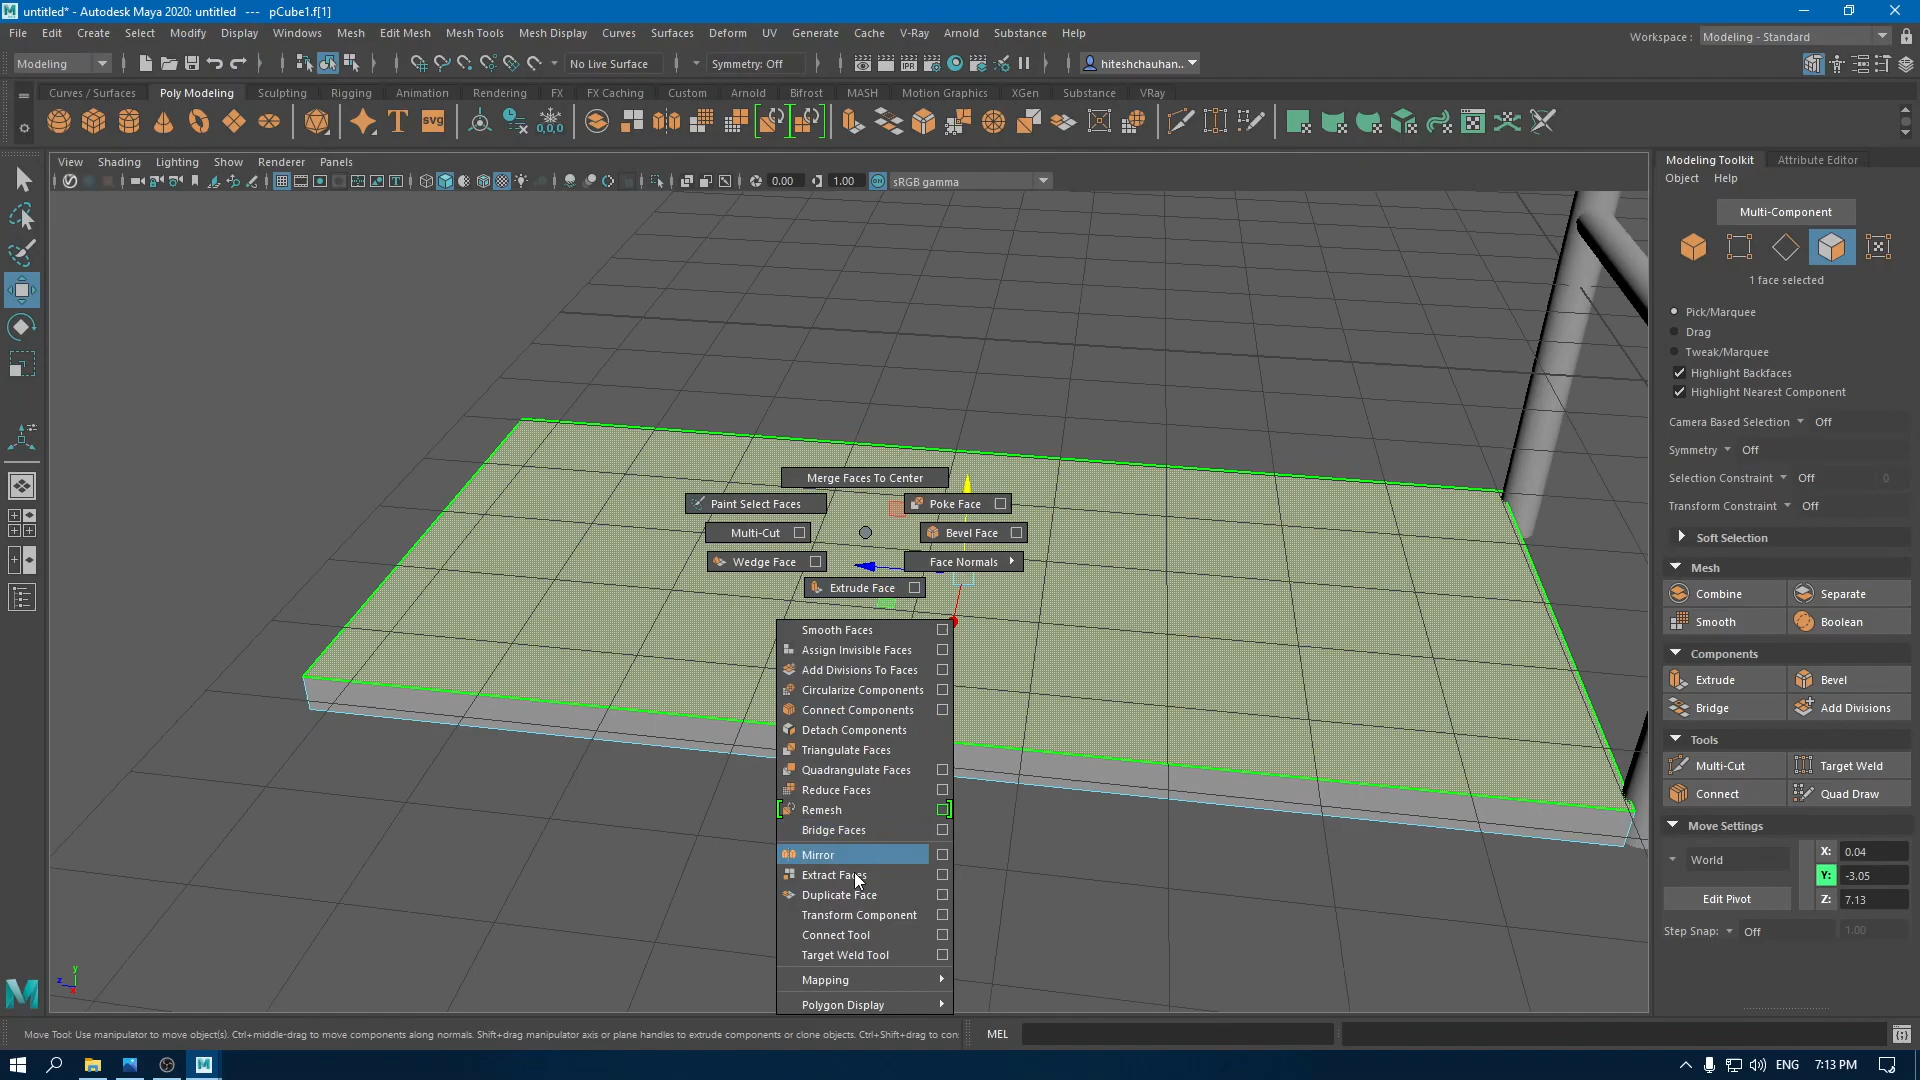 untitled* - Autodesk Maya 2020: untitled --- pCube1.f[1]
File Edit Create Select Modify Display Windows Mesh Edit Mesh Mesh Tools Mesh Display Curves Surfaces Deform UV Generate Cache V-Ray Arnold Substance Help
Workspace : Modeling - Standard
Modeling No Live Surface Symmetry: Off hiteshchauhan...
Curves / Surfaces Poly Modeling Sculpting Rigging Animation Rendering FX FX Caching Custom Arnold Bifrost MASH Motion Graphics XGen Substance VRay
T svg 0,0,0
View Shading Lighting Show Renderer Panels
0.00 1.00 sRGB gamma
Merge Faces To Center
Paint Select Faces Poke Face
Multi-Cut Bevel Face
Wedge Face Face Normals
Extrude Face
Smooth Faces
Assign Invisible Faces
Add Divisions To Faces
Circularize Components
Connect Components
Detach Components
Triangulate Faces
Quadrangulate Faces
Reduce Faces
Remesh
Bridge Faces
Mirror
Extract Faces
Duplicate Face
Transform Component
Connect Tool
Target Weld Tool
Mapping
Polygon Display
Modeling Toolkit Attribute Editor
Object Help
Multi-Component
1 face selected
Pick/Marquee
Drag
Tweak/Marquee
Highlight Backfaces
Highlight Nearest Component
Camera Based Selection Off
Symmetry Off
Selection Constraint Off 0
Transform Constraint Off
Soft Selection
Mesh
Combine Separate
Smooth Boolean
Components
Extrude Bevel
Bridge Add Divisions
Tools
Multi-Cut Target Weld
Connect Quad Draw
Move Settings
World X: 0.04
Y: -3.05
Edit Pivot Z: 7.13
Step Snap: Off 1.00
y
z
x
Move Tool: Use manipulator to move object(s). Ctrl+middle-drag to move components along normals. Shift+drag manipulator axis or plane handles to extrude components or clone objects. Ctrl+Shift+drag to con
MEL
ENG 7:13 PM